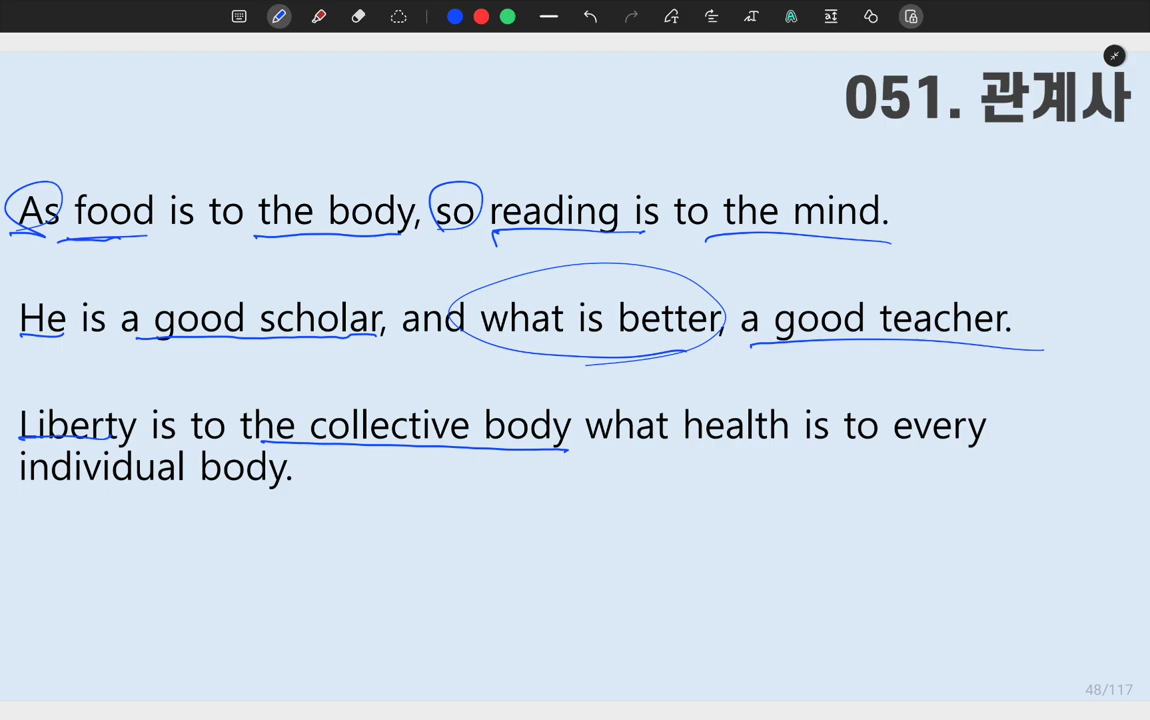 051. 관계사
As food is to the body, so reading is to the mind.
He is a good scholar, and what is better, a good teacher.
Liberty is to the collective body what health is to every
individual body.
48/117